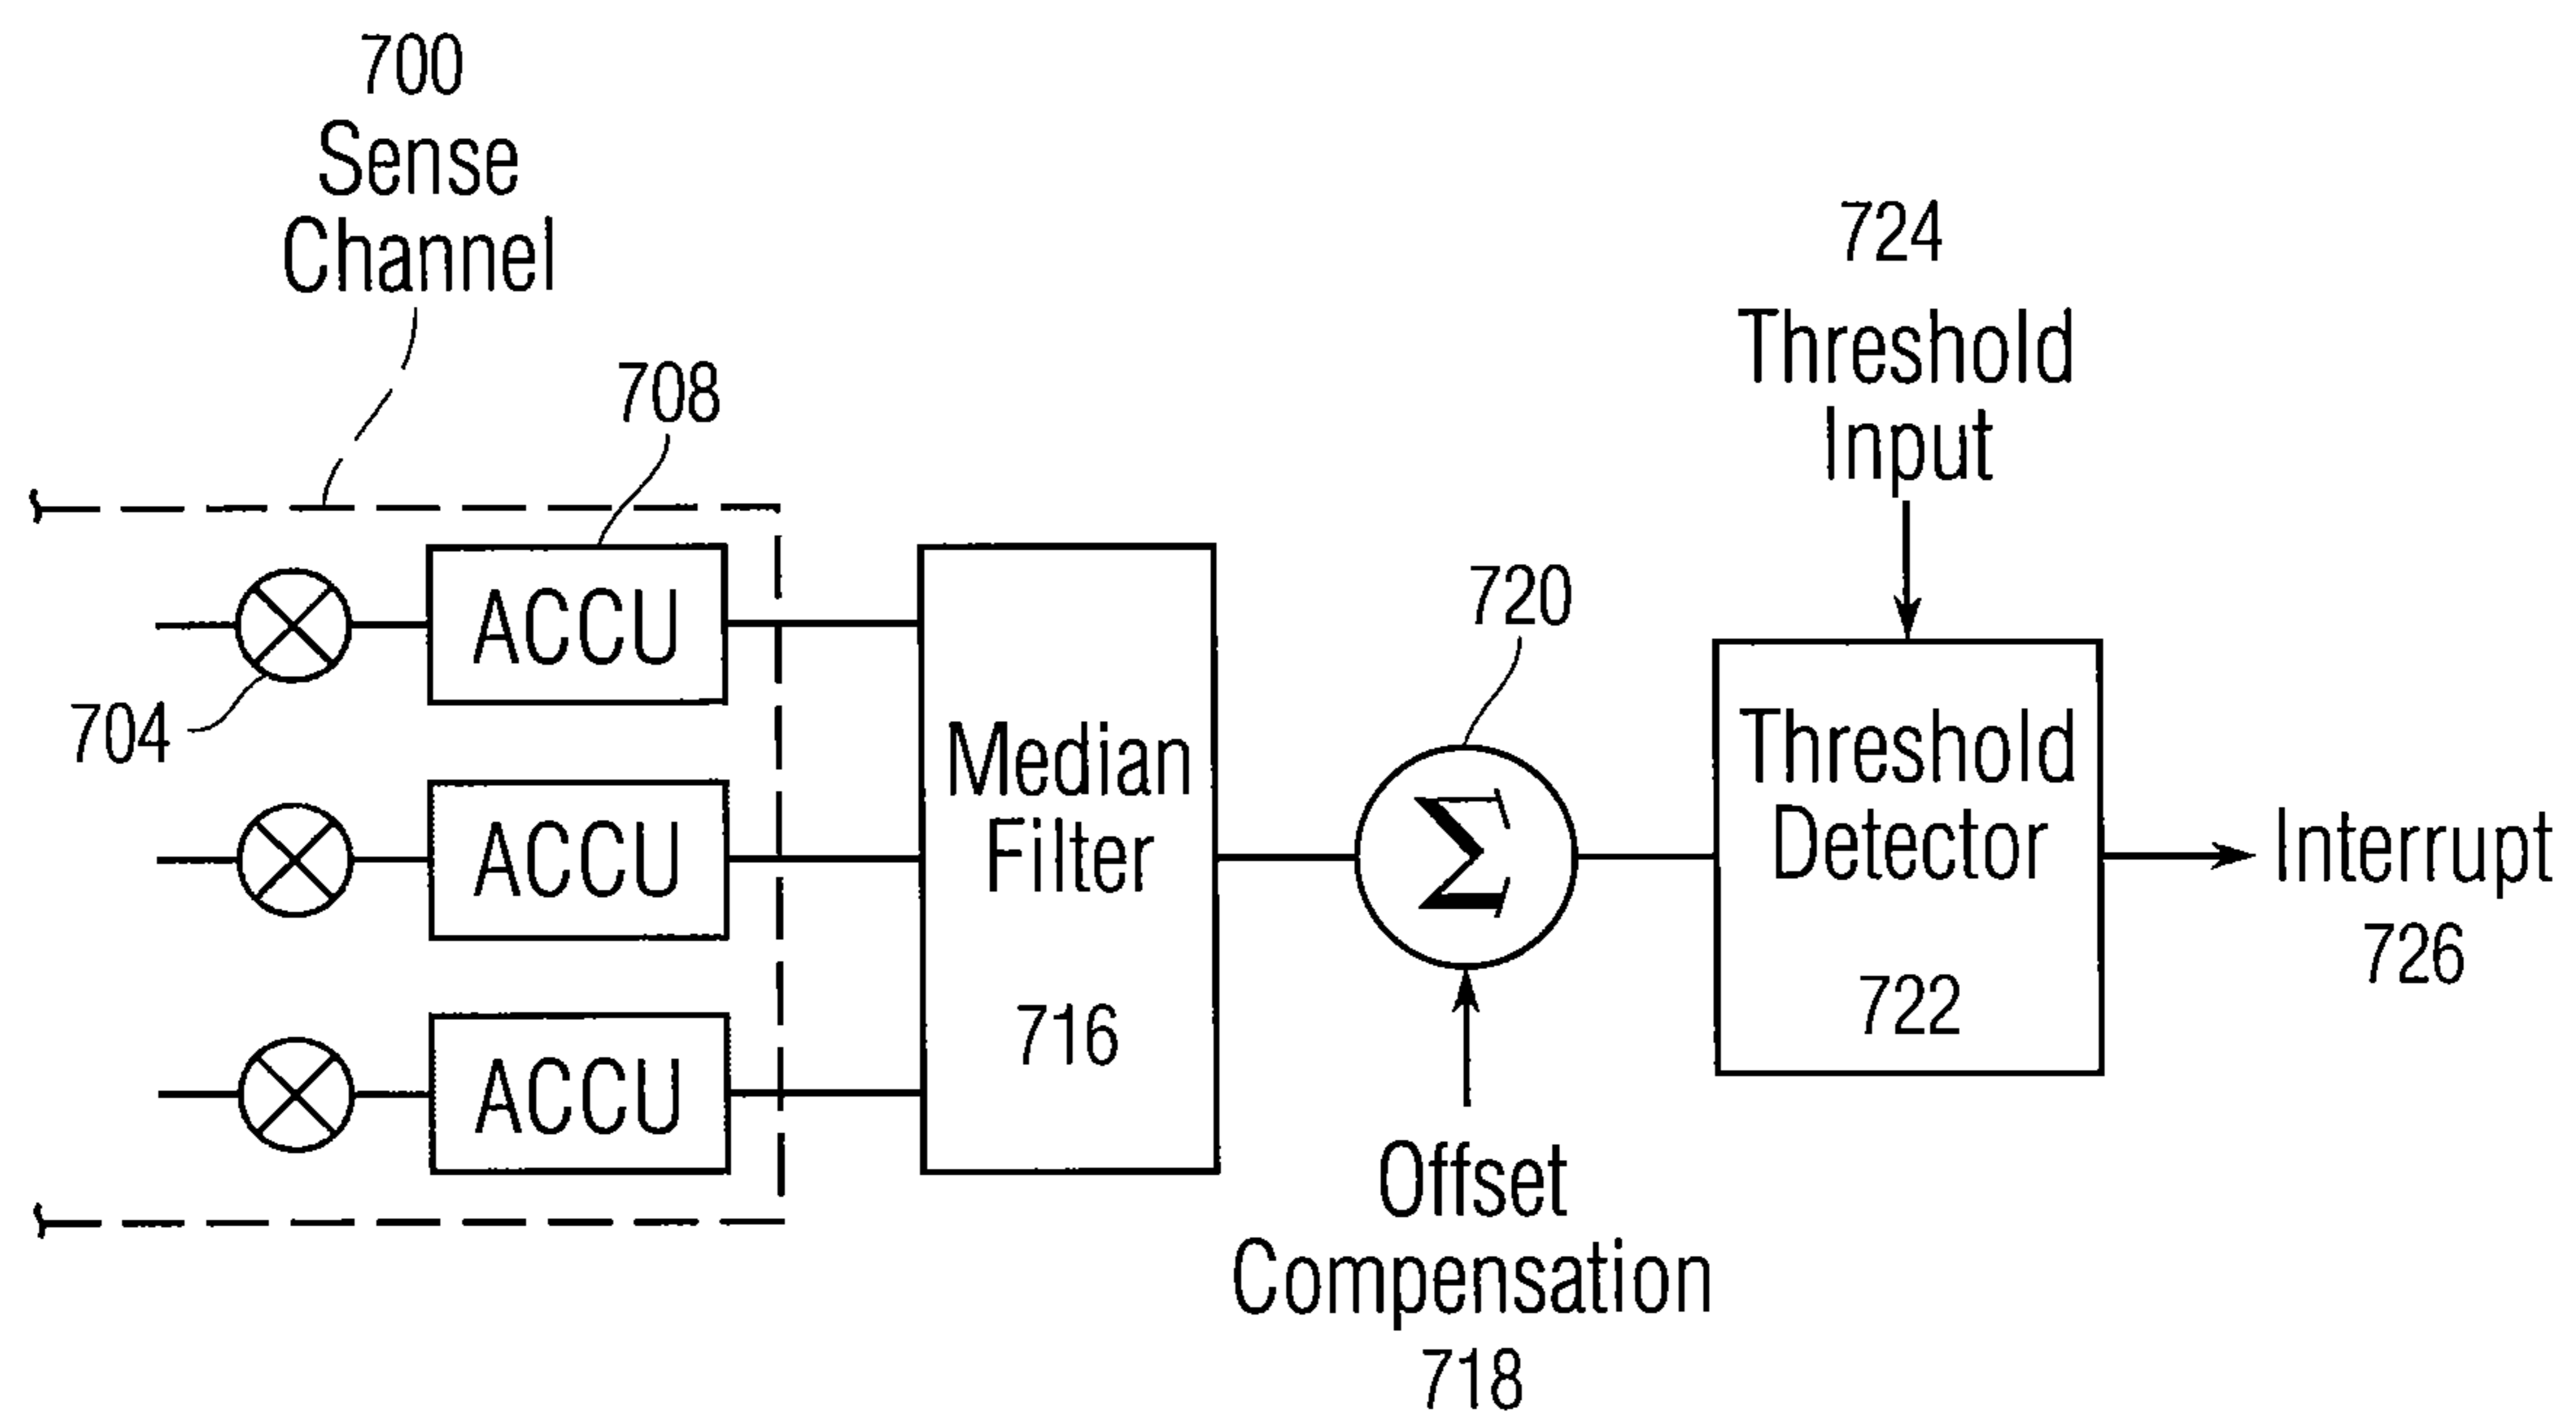 700
Sense
Channel
708
ACCU
704
ACCU
ACCU
Median
Filter
716
720
Σ
Offset
Compensation
718
724
Threshold
Input
Threshold
Detector
722
Interrupt
726